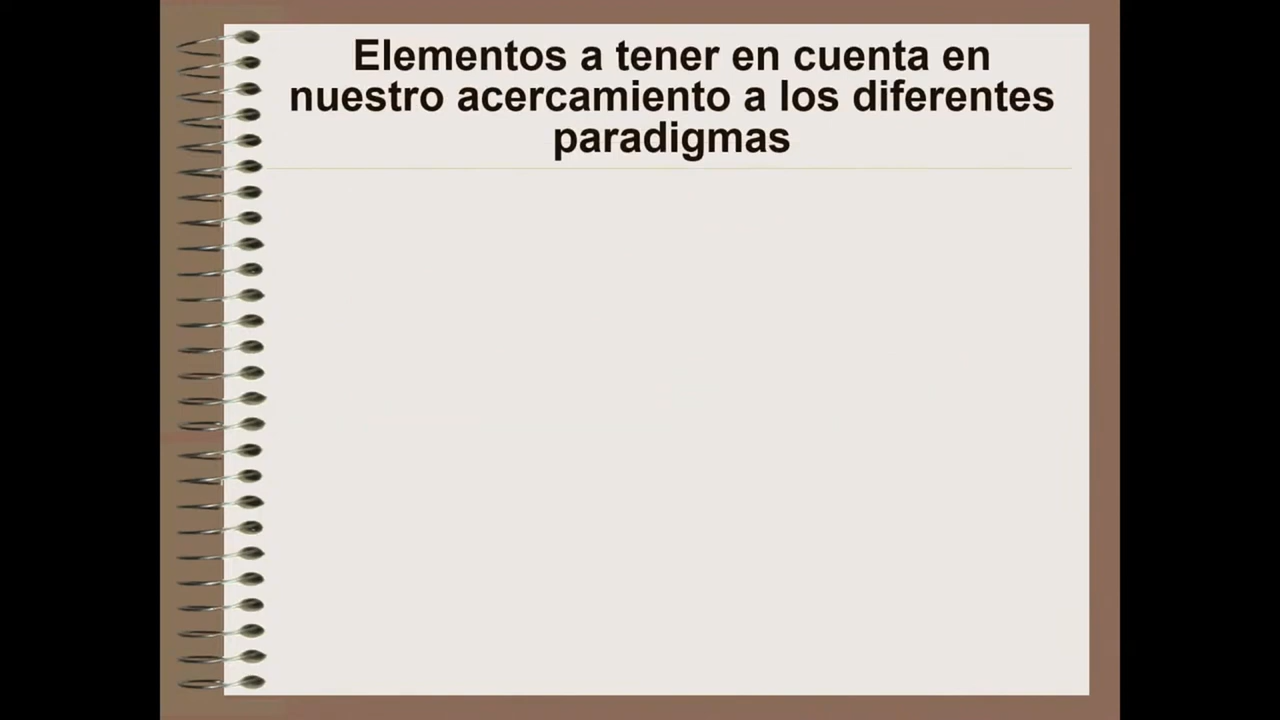 Elementos a tener en cuenta en
nuestro acercamiento a los diferentes
paradigmas